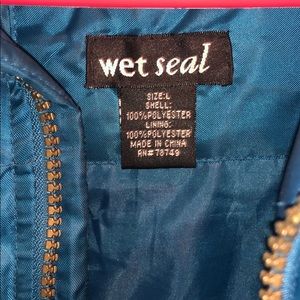 wet seal
SIZE:L
SHELL:
100%POLYESTER
LINING:
100%POLYESTER
MADE IN CHINA
RN#78749